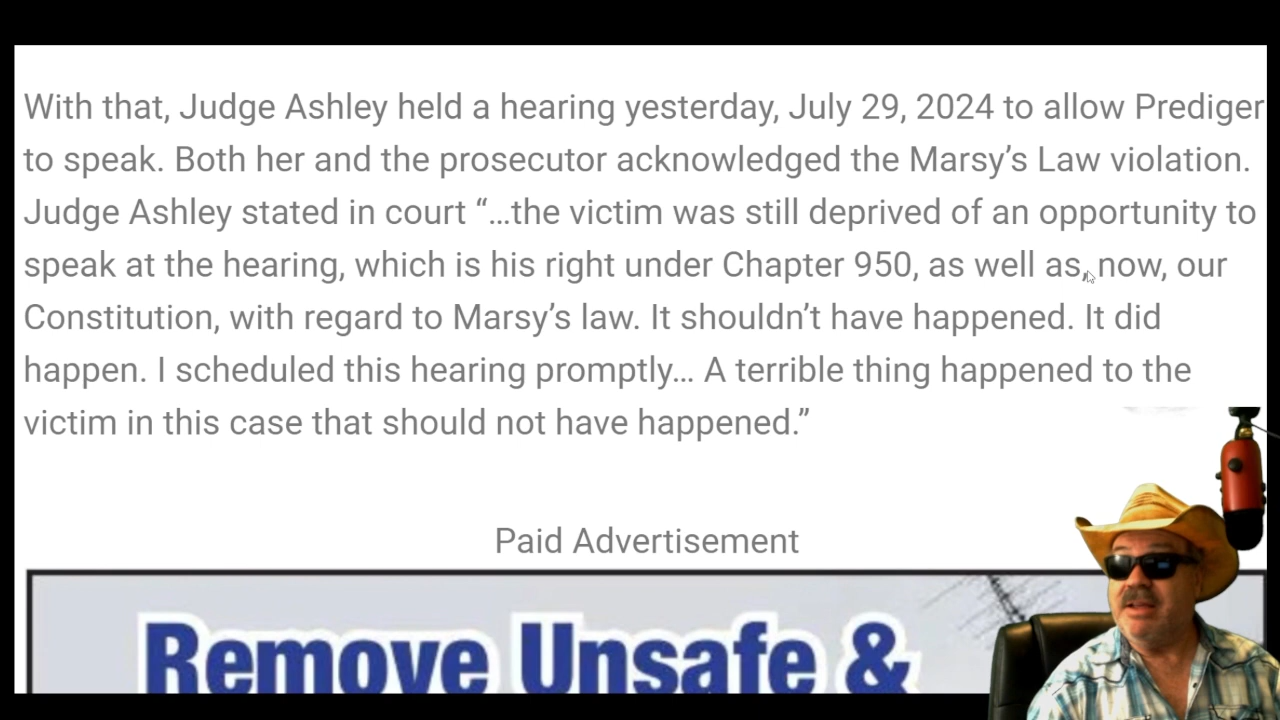 With that, Judge Ashley held a hearing yesterday, July 29, 2024 to allow Prediger
to speak. Both her and the prosecutor acknowledged the Marsy’s Law violation.
Judge Ashley stated in court “…the victim was still deprived of an opportunity to
speak at the hearing, which is his right under Chapter 950, as well as, now, our
Constitution, with regard to Marsy’s law. It shouldn’t have happened. It did
happen. I scheduled this hearing promptly… A terrible thing happened to the
victim in this case that should not have happened.”
Paid Advertisement
Remove Unsafe &